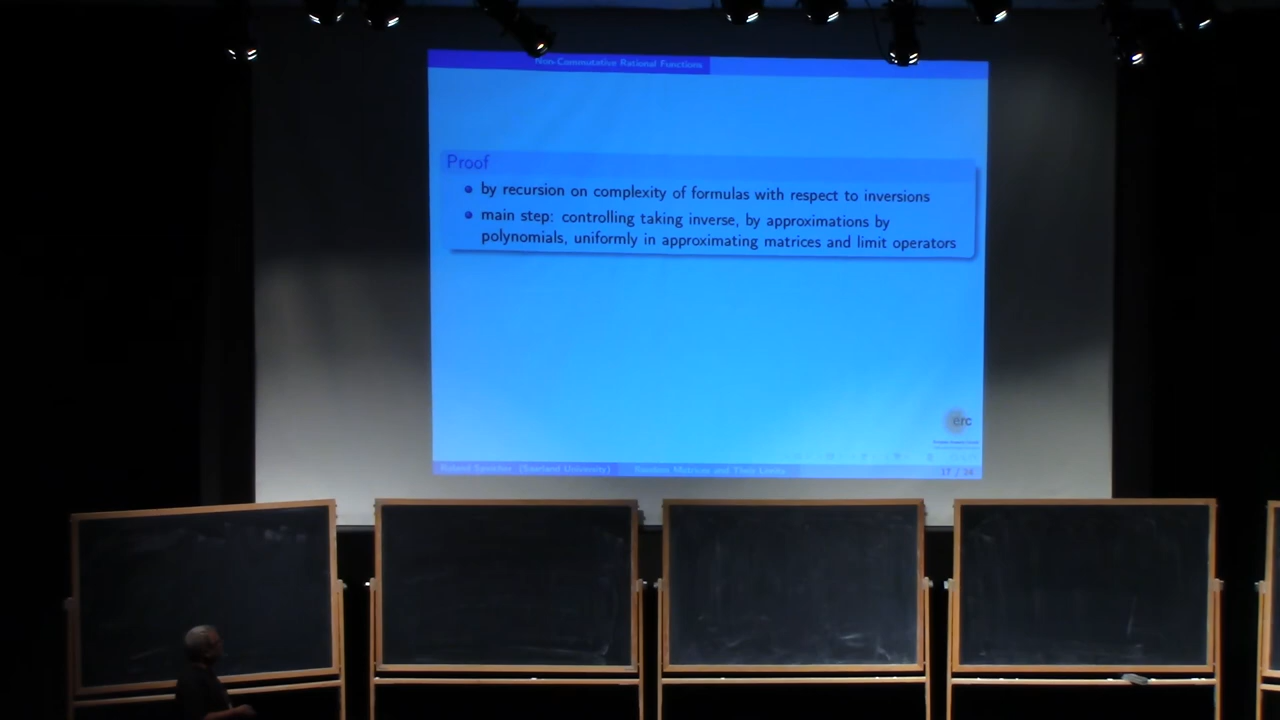 Non-Commutative Rational Functions
Proof
by recursion on complexity of formulas with respect to inversions
main step: controlling taking inverse, by approximations by
polynomials, uniformly in approximating matrices and limit operators
erc
Roland Speicher (Saarland University)
Random Matrices and Their Limits
17 / 24